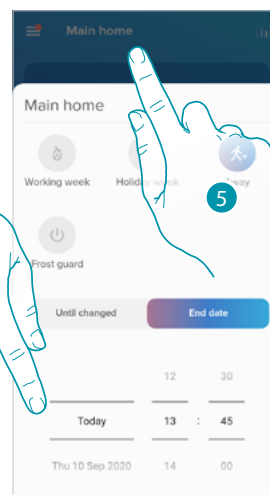 Main home
Main home
Working week Holiday week Away
5
Frost guard
Until changed End date
12 30
Today 13 : 45
Thu 10 Sep 2020 14 00